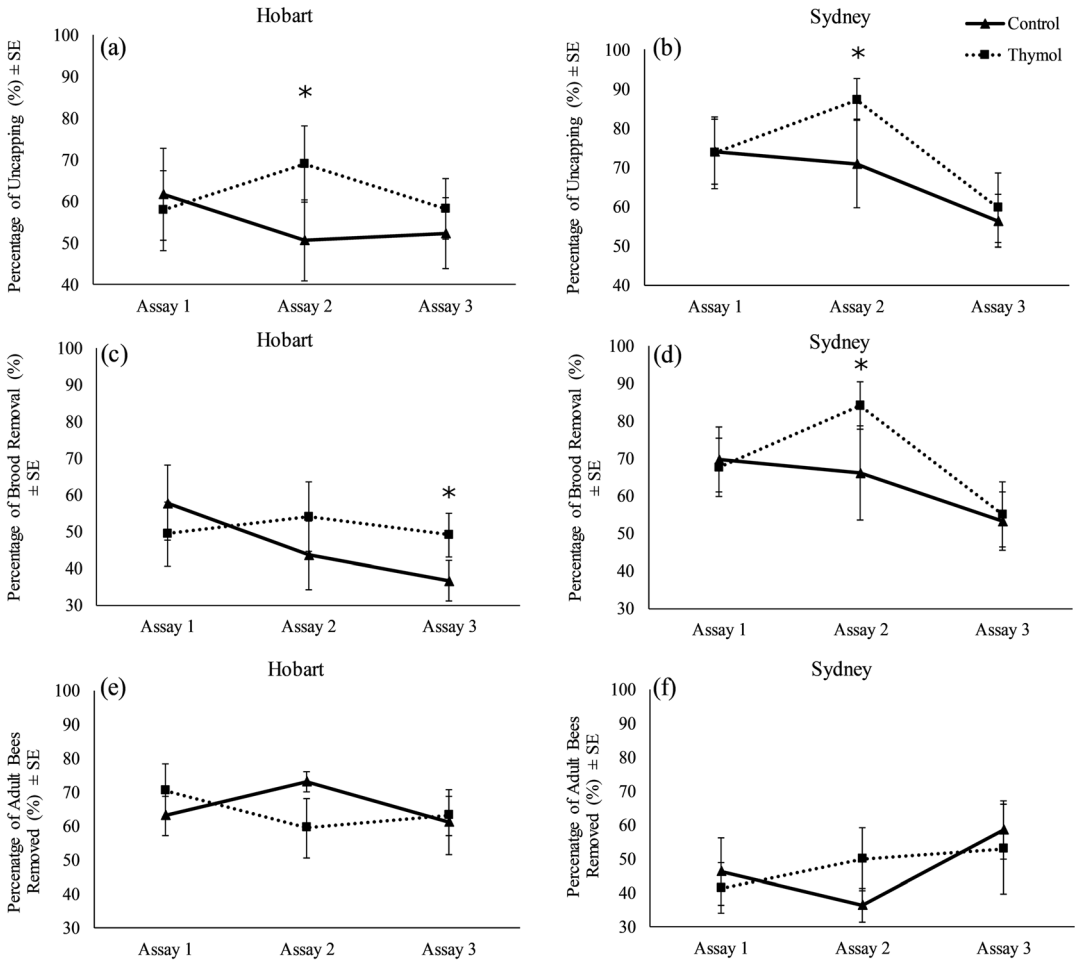 Hobart
(a)
Percentage of Uncapping (%) ± SE
100
90
80
70
60
50
40
*
Assay 1 Assay 2 Assay 3
Sydney
(b)
Control
Thymol
Percentage of Uncapping (%) ± SE
100
90
80
70
60
50
40
*
Assay 1 Assay 2 Assay 3
Hobart
(c)
Percentage of Brood Removal (%)
± SE
100
90
80
70
60
50
40
30
*
Assay 1 Assay 2 Assay 3
Sydney
(d)
Percentage of Brood Removal (%)
± SE
100
90
80
70
60
50
40
30
*
Assay 1 Assay 2 Assay 3
Hobart
(e)
Percenatge of Adult Bees
Removed (%) ± SE
100
90
80
70
60
50
40
30
Assay 1 Assay 2 Assay 3
Sydney
(f)
Percenatge of Adult Bees
Removed (%) ± SE
100
90
80
70
60
50
40
30
Assay 1 Assay 2 Assay 3